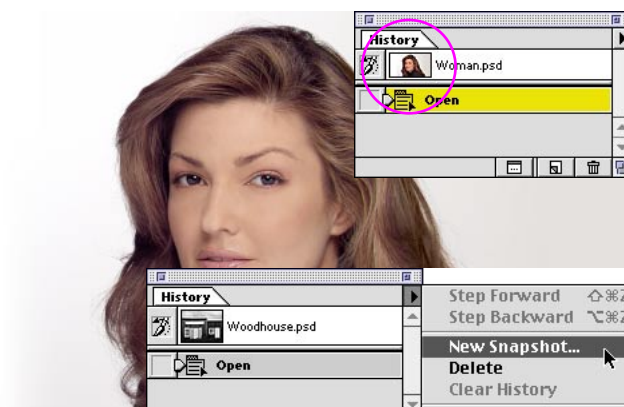 History
Woman.psd
Open
History
Woodhouse.psd
Open
Step Forward ⇧⌘Z
Step Backward ⌥⌘Z
New Snapshot...
Delete
Clear History